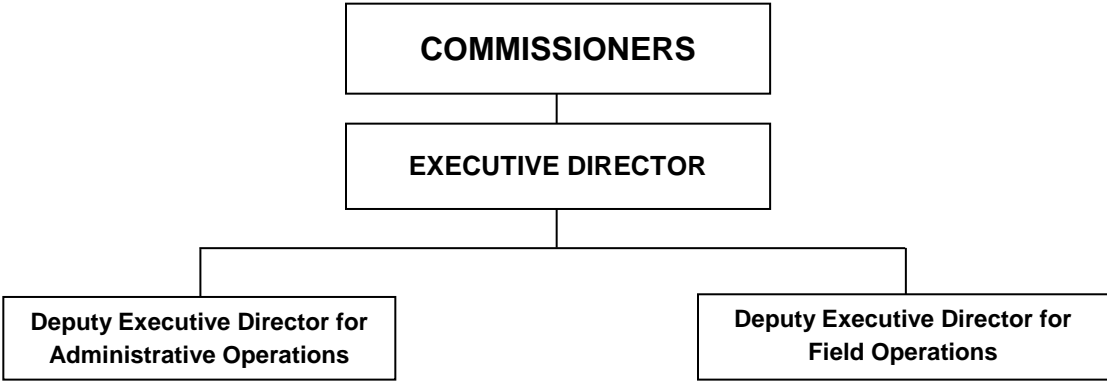 COMMISSIONERS
EXECUTIVE DIRECTOR
Deputy Executive Director for
Administrative Operations
Deputy Executive Director for
Field Operations